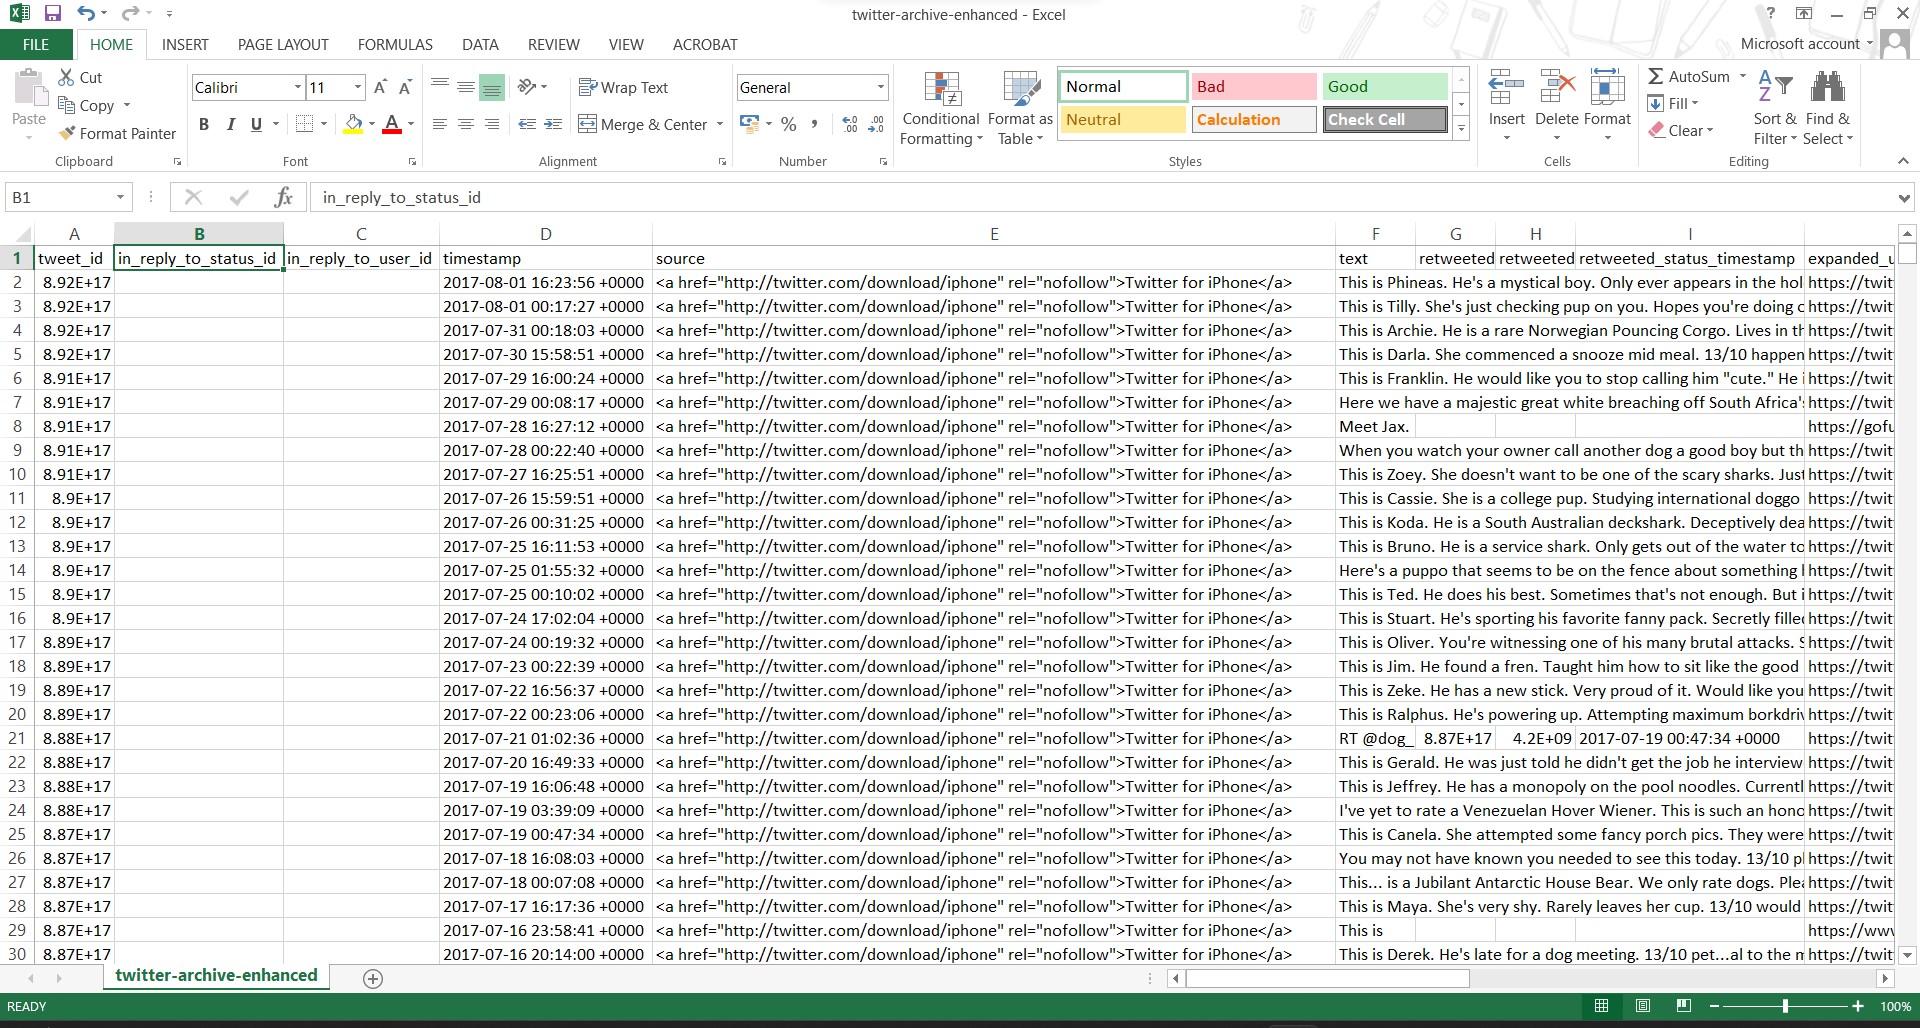 twitter-archive-enhanced - Excel
FILE HOME INSERT PAGE LAYOUT FORMULAS DATA REVIEW VIEW ACROBAT Microsoft account
Paste
Cut
Copy
Format Painter
Clipboard
Calibri 11
B I U A
Font
Wrap Text
Merge & Center
Alignment
General
%
Number
Conditional Formatting
Format as Table
Normal Bad Good
Neutral Calculation Check Cell
Styles
Insert Delete Format
Cells
AutoSum
Fill
Clear
Sort & Filter
Find & Select
Editing
B1 fx in_reply_to_status_id
A B C D E F G H I
1 tweet_id in_reply_to_status_id in_reply_to_user_id timestamp source text retweeted retweeted retweeted_status_timestamp expanded_u
2 8.92E+17 2017-08-01 16:23:56 +0000 <a href="http://twitter.com/download/iphone" rel="nofollow">Twitter for iPhone</a> This is Phineas. He's a mystical boy. Only ever appears in the hol https://twit
3 8.92E+17 2017-08-01 00:17:27 +0000 <a href="http://twitter.com/download/iphone" rel="nofollow">Twitter for iPhone</a> This is Tilly. She's just checking pup on you. Hopes you're doing c https://twit
4 8.92E+17 2017-07-31 00:18:03 +0000 <a href="http://twitter.com/download/iphone" rel="nofollow">Twitter for iPhone</a> This is Archie. He is a rare Norwegian Pouncing Corgo. Lives in th https://twit
5 8.92E+17 2017-07-30 15:58:51 +0000 <a href="http://twitter.com/download/iphone" rel="nofollow">Twitter for iPhone</a> This is Darla. She commenced a snooze mid meal. 13/10 happen https://twit
6 8.91E+17 2017-07-29 16:00:24 +0000 <a href="http://twitter.com/download/iphone" rel="nofollow">Twitter for iPhone</a> This is Franklin. He would like you to stop calling him "cute." He i https://twit
7 8.91E+17 2017-07-29 00:08:17 +0000 <a href="http://twitter.com/download/iphone" rel="nofollow">Twitter for iPhone</a> Here we have a majestic great white breaching off South Africa's https://twit
8 8.91E+17 2017-07-28 16:27:12 +0000 <a href="http://twitter.com/download/iphone" rel="nofollow">Twitter for iPhone</a> Meet Jax. https://gofu
9 8.91E+17 2017-07-28 00:22:40 +0000 <a href="http://twitter.com/download/iphone" rel="nofollow">Twitter for iPhone</a> When you watch your owner call another dog a good boy but th https://twit
10 8.91E+17 2017-07-27 16:25:51 +0000 <a href="http://twitter.com/download/iphone" rel="nofollow">Twitter for iPhone</a> This is Zoey. She doesn't want to be one of the scary sharks. Just https://twit
11 8.9E+17 2017-07-26 15:59:51 +0000 <a href="http://twitter.com/download/iphone" rel="nofollow">Twitter for iPhone</a> This is Cassie. She is a college pup. Studying international doggo https://twit
12 8.9E+17 2017-07-26 00:31:25 +0000 <a href="http://twitter.com/download/iphone" rel="nofollow">Twitter for iPhone</a> This is Koda. He is a South Australian deckshark. Deceptively dea https://twit
13 8.9E+17 2017-07-25 16:11:53 +0000 <a href="http://twitter.com/download/iphone" rel="nofollow">Twitter for iPhone</a> This is Bruno. He is a service shark. Only gets out of the water to https://twit
14 8.9E+17 2017-07-25 01:55:32 +0000 <a href="http://twitter.com/download/iphone" rel="nofollow">Twitter for iPhone</a> Here's a puppo that seems to be on the fence about something https://twit
15 8.9E+17 2017-07-25 00:10:02 +0000 <a href="http://twitter.com/download/iphone" rel="nofollow">Twitter for iPhone</a> This is Ted. He does his best. Sometimes that's not enough. But i https://twit
16 8.9E+17 2017-07-24 17:02:04 +0000 <a href="http://twitter.com/download/iphone" rel="nofollow">Twitter for iPhone</a> This is Stuart. He's sporting his favorite fanny pack. Secretly filled https://twit
17 8.89E+17 2017-07-24 00:19:32 +0000 <a href="http://twitter.com/download/iphone" rel="nofollow">Twitter for iPhone</a> This is Oliver. You're witnessing one of his many brutal attacks. S https://twit
18 8.89E+17 2017-07-23 00:22:39 +0000 <a href="http://twitter.com/download/iphone" rel="nofollow">Twitter for iPhone</a> This is Jim. He found a fren. Taught him how to sit like the good https://twit
19 8.89E+17 2017-07-22 16:56:37 +0000 <a href="http://twitter.com/download/iphone" rel="nofollow">Twitter for iPhone</a> This is Zeke. He has a new stick. Very proud of it. Would like you https://twit
20 8.89E+17 2017-07-22 00:23:06 +0000 <a href="http://twitter.com/download/iphone" rel="nofollow">Twitter for iPhone</a> This is Ralphus. He's powering up. Attempting maximum borkdriv https://twit
21 8.88E+17 2017-07-21 01:02:36 +0000 <a href="http://twitter.com/download/iphone" rel="nofollow">Twitter for iPhone</a> RT @dog_ 8.87E+17 4.2E+09 2017-07-19 00:47:34 +0000 https://twit
22 8.88E+17 2017-07-20 16:49:33 +0000 <a href="http://twitter.com/download/iphone" rel="nofollow">Twitter for iPhone</a> This is Gerald. He was just told he didn't get the job he interview https://twit
23 8.88E+17 2017-07-19 16:06:48 +0000 <a href="http://twitter.com/download/iphone" rel="nofollow">Twitter for iPhone</a> This is Jeffrey. He has a monopoly on the pool noodles. Currentl https://twit
24 8.88E+17 2017-07-19 03:39:09 +0000 <a href="http://twitter.com/download/iphone" rel="nofollow">Twitter for iPhone</a> I've yet to rate a Venezuelan Hover Wiener. This is such an hono https://twit
25 8.87E+17 2017-07-19 00:47:34 +0000 <a href="http://twitter.com/download/iphone" rel="nofollow">Twitter for iPhone</a> This is Canela. She attempted some fancy porch pics. They were https://twit
26 8.87E+17 2017-07-18 16:08:03 +0000 <a href="http://twitter.com/download/iphone" rel="nofollow">Twitter for iPhone</a> You may not have known you needed to see this today. 13/10 pl https://twit
27 8.87E+17 2017-07-18 00:07:08 +0000 <a href="http://twitter.com/download/iphone" rel="nofollow">Twitter for iPhone</a> This... is a Jubilant Antarctic House Bear. We only rate dogs. Plea https://twit
28 8.87E+17 2017-07-17 16:17:36 +0000 <a href="http://twitter.com/download/iphone" rel="nofollow">Twitter for iPhone</a> This is Maya. She's very shy. Rarely leaves her cup. 13/10 would https://twit
29 8.87E+17 2017-07-16 23:58:41 +0000 <a href="http://twitter.com/download/iphone" rel="nofollow">Twitter for iPhone</a> This is https://www
30 8.87E+17 2017-07-16 20:14:00 +0000 <a href="http://twitter.com/download/iphone" rel="nofollow">Twitter for iPhone</a> This is Derek. He's late for a dog meeting. 13/10 pet...al to the m https://twit
twitter-archive-enhanced
READY 100%